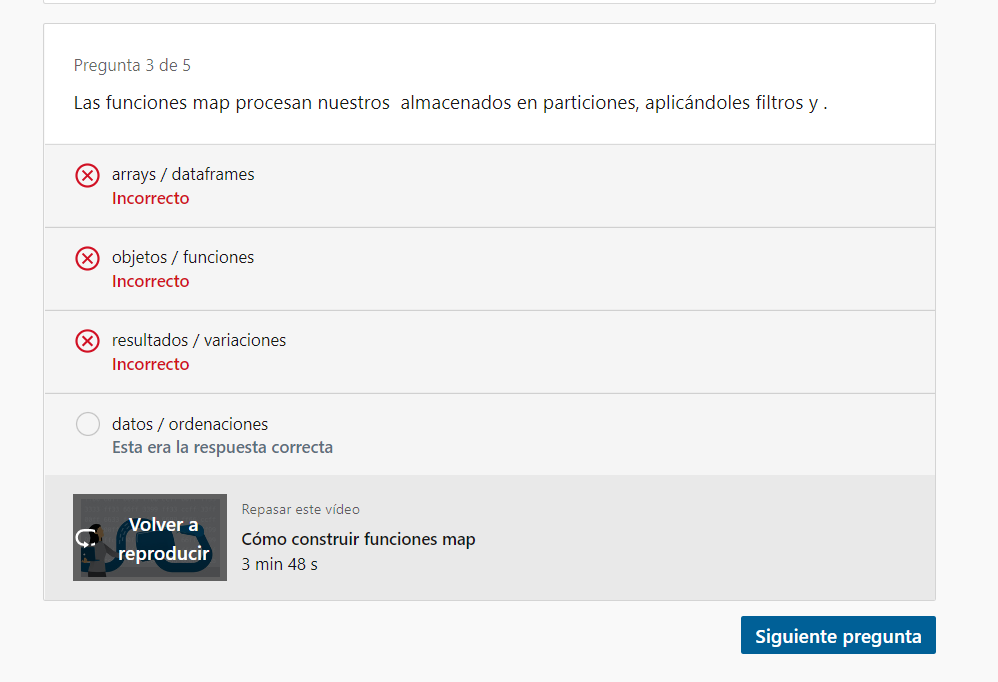 Pregunta 3 de 5
Las funciones map procesan nuestros  almacenados en particiones, aplicándoles filtros y .
arrays / dataframes
Incorrecto
objetos / funciones
Incorrecto
resultados / variaciones
Incorrecto
datos / ordenaciones
Esta era la respuesta correcta
Volver a
reproducir
Repasar este vídeo
Cómo construir funciones map
3 min 48 s
Siguiente pregunta